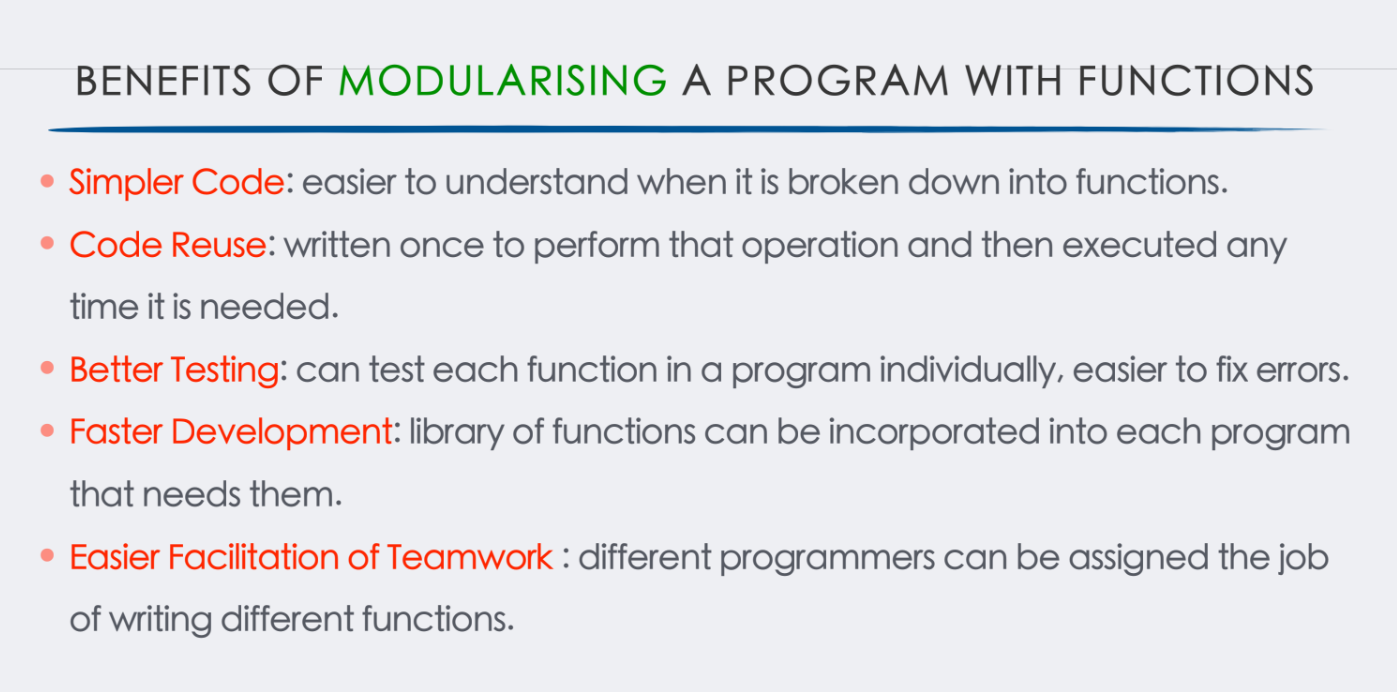 BENEFITS OF MODULARISING A PROGRAM WITH FUNCTIONS
• Simpler Code: easier to understand when it is broken down into functions.
• Code Reuse: written once to perform that operation and then executed any
time it is needed.
• Better Testing: can test each function in a program individually, easier to fix errors.
• Faster Development: library of functions can be incorporated into each program
that needs them.
• Easier Facilitation of Teamwork : different programmers can be assigned the job
of writing different functions.